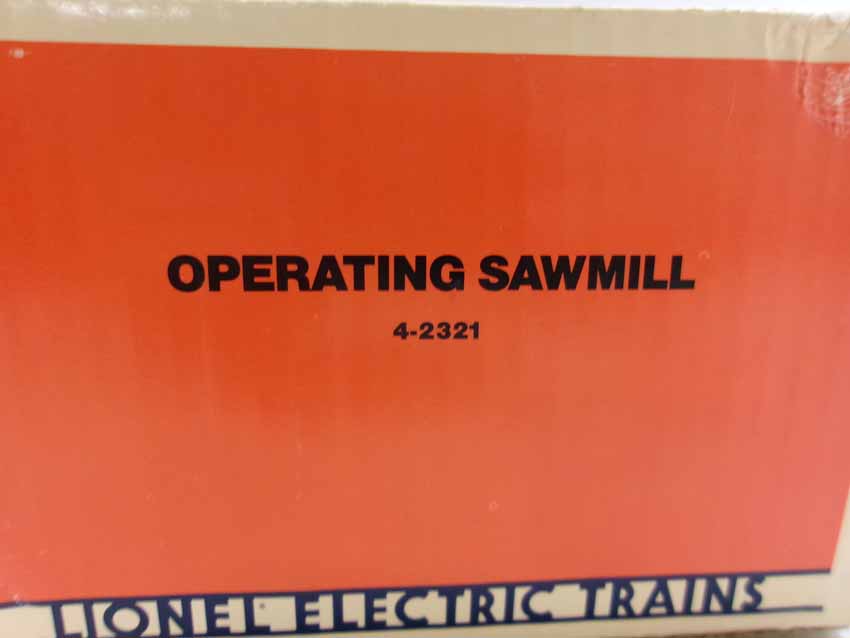 OPERATING SAWMILL
4-2321
LIONEL ELECTRIC TRAINS